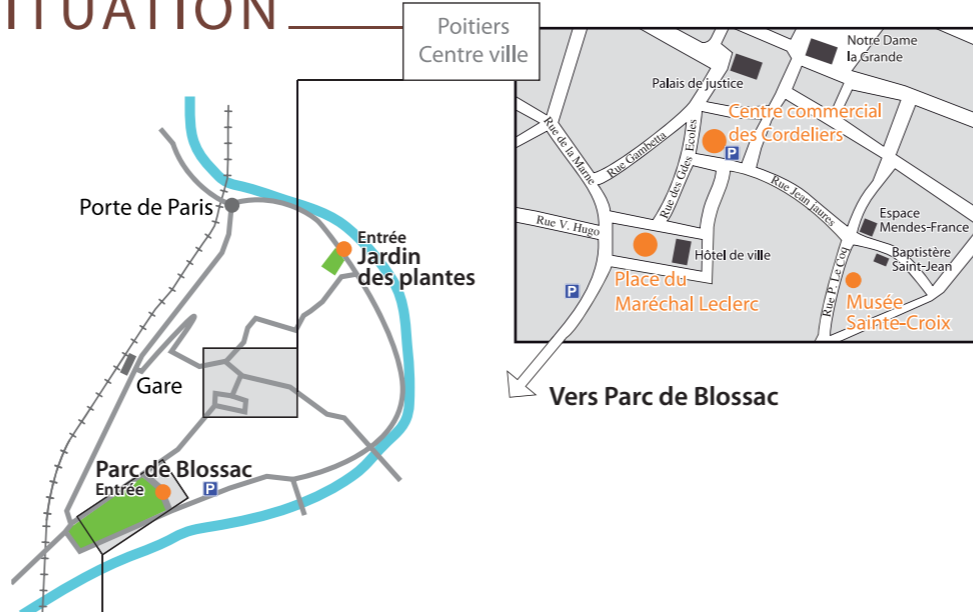 ITUATION
Poitiers
Centre ville
Porte de Paris
Entrée
Jardin
des plantes
Gare
Parc de Blossac
Entrée
P
Notre Dame
la Grande
Palais de justice
Centre commercial
des Cordeliers
P
Rue de la Marne
Rue Gambetta
Rue des Gdes Ecoles
Rue Jean jaures
Rue V. Hugo
Hôtel de ville
Place du
Maréchal Leclerc
P
Espace
Mendes-France
Baptistère
Saint-Jean
Rue P. Le Coq
Musée
Sainte-Croix
Vers Parc de Blossac